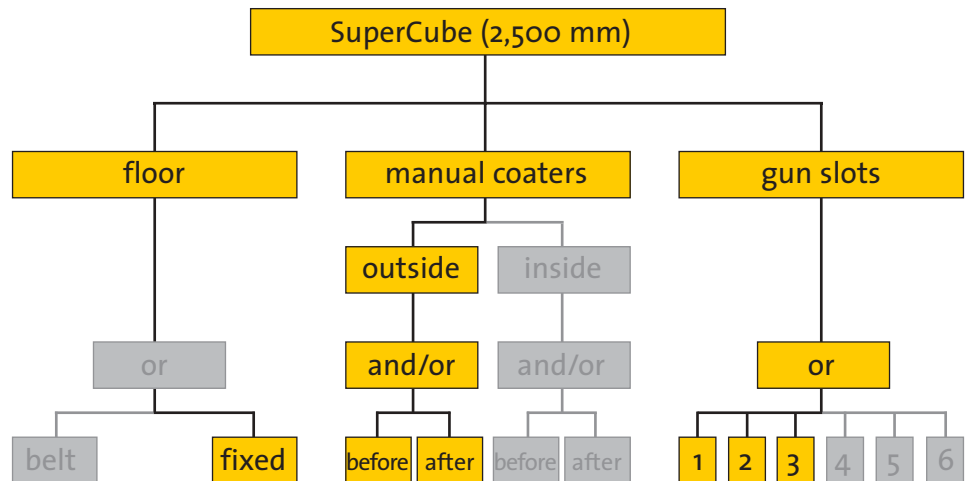 SuperCube (2,500 mm)
floor manual coaters gun slots
outside inside
or and/or and/or or
belt fixed before after before after 1 2 3 4 5 6